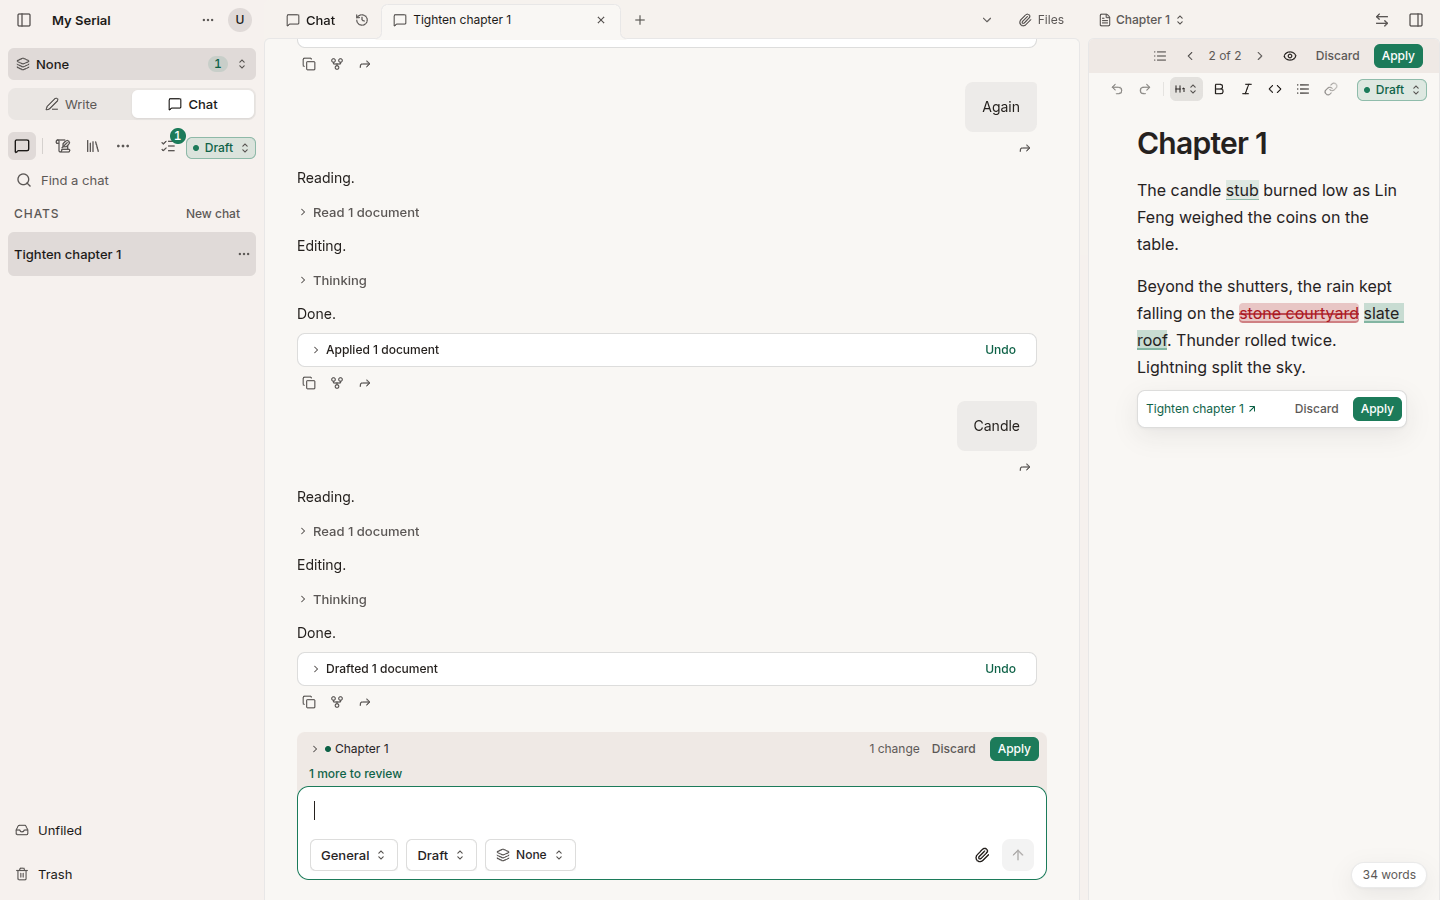 My Serial
U
None
1
Write
Chat
1
Draft
Find a chat
CHATS
New chat
Tighten chapter 1
Unfiled
Trash
Chat
Tighten chapter 1
Files
Again
Reading.
Read 1 document
Editing.
Thinking
Done.
Applied 1 document
Undo
Candle
Reading.
Read 1 document
Editing.
Thinking
Done.
Drafted 1 document
Undo
Chapter 1
1 change
Discard
Apply
1 more to review
General
Draft
None
Chapter 1
2 of 2
Discard
Apply
H1
B
I
Draft
Chapter 1
The candle stub burned low as Lin
Feng weighed the coins on the
table.
Beyond the shutters, the rain kept
falling on the stone courtyard slate
roof. Thunder rolled twice.
Lightning split the sky.
Tighten chapter 1
Discard
Apply
34 words